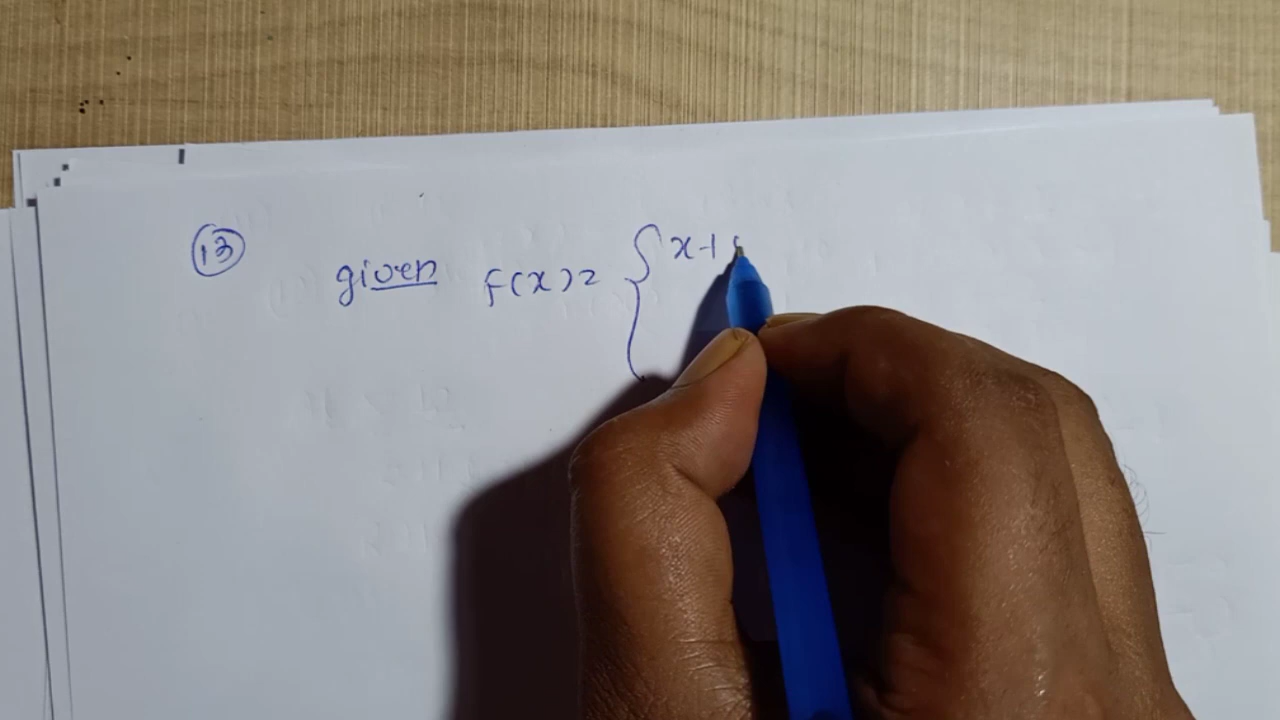 13 given f(x) = { x-1